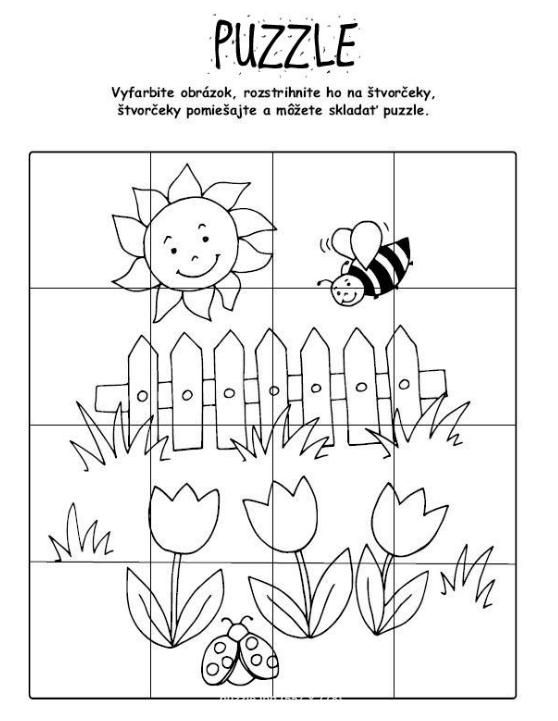 PUZZLE
Vyfarbite obrázok, rozstrihnite ho na štvorčeky,
štvorčeky pomiešajte a môžete skladať puzzle.